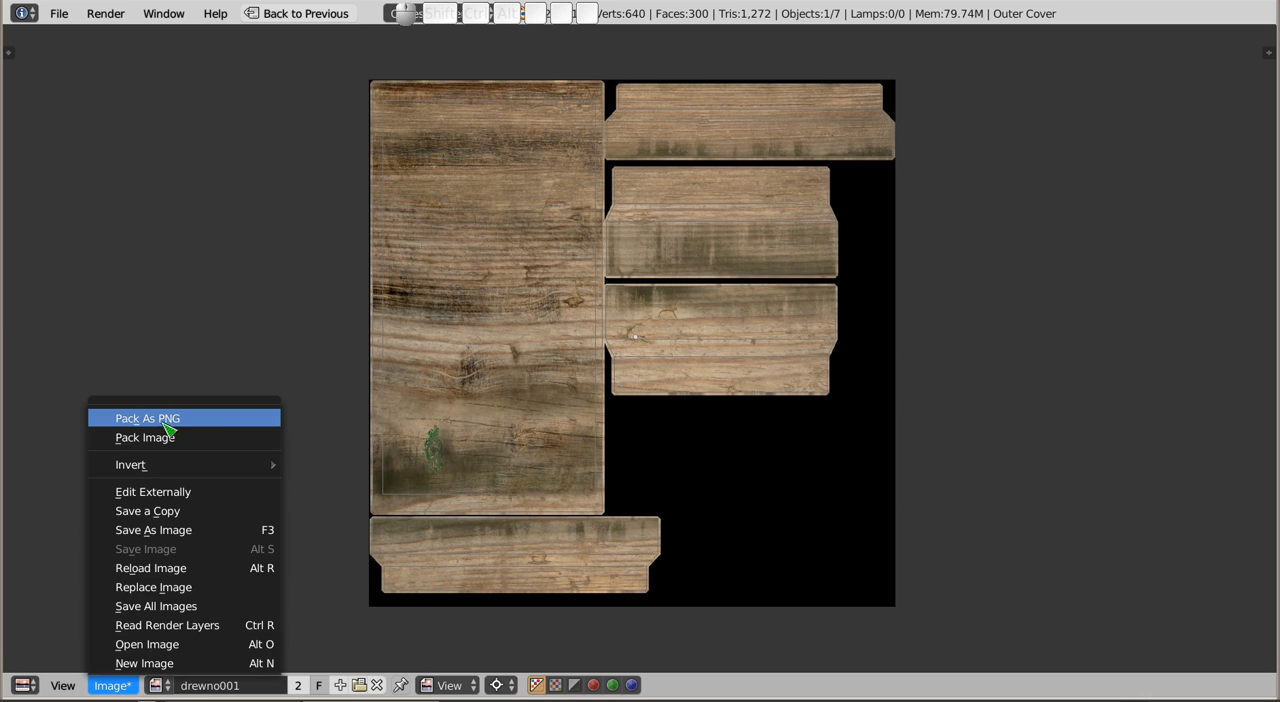 File Render Window Help Back to Previous Shift Ctrl Alt Verts:640 | Faces:300 | Tris:1,272 | Objects:1/7 | Lamps:0/0 | Mem:79.74M | Outer Cover
Pack As PNG
Pack Image
Invert
Edit Externally
Save a Copy
Save As Image F3
Save Image Alt S
Reload Image Alt R
Replace Image
Save All Images
Read Render Layers Ctrl R
Open Image Alt O
New Image Alt N
View Image* drewno001 2 F View